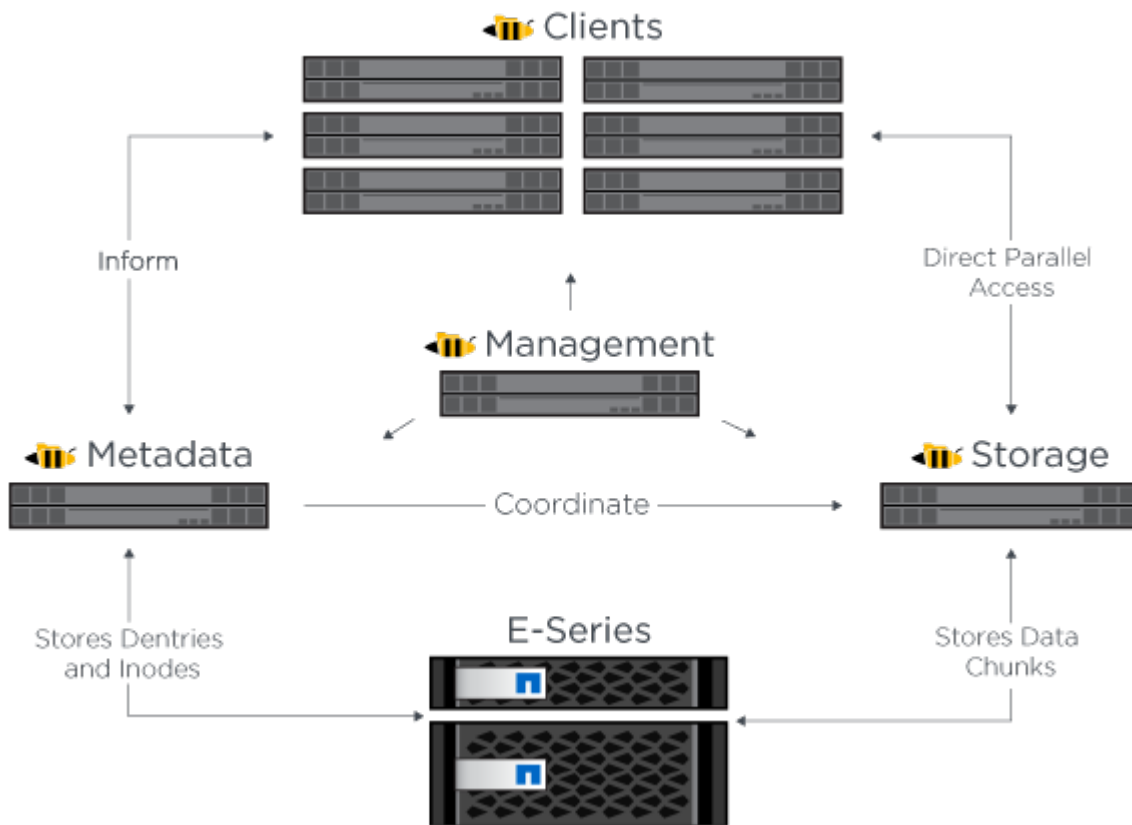 Clients
Inform
Direct Parallel
Access
Management
Metadata
Storage
Coordinate
Stores Dentries
and Inodes
E-Series
Stores Data
Chunks